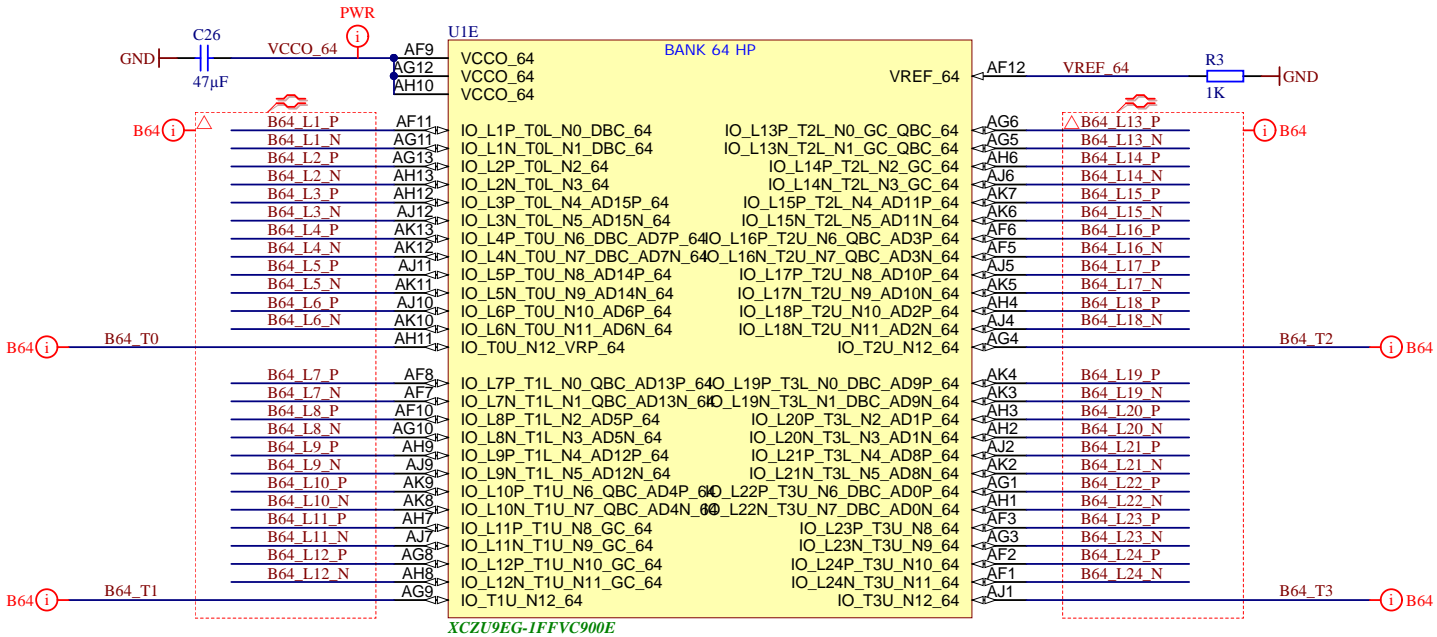 PWR
C26
GND
47µF
VCCO_64
U1E
BANK 64 HP
AF9 VCCO_64
AG12 VCCO_64
AH10 VCCO_64
VREF_64 AF12 VREF_64
R3
1K
GND
B64
B64
B64_L1_P AF11 IO_L1P_T0L_N0_DBC_64 IO_L13P_T2L_N0_GC_QBC_64 AG6 B64_L13_P
B64_L1_N AG11 IO_L1N_T0L_N1_DBC_64 IO_L13N_T2L_N1_GC_QBC_64 AG5 B64_L13_N
B64_L2_P AG13 IO_L2P_T0L_N2_64 IO_L14P_T2L_N2_GC_64 AH6 B64_L14_P
B64_L2_N AH13 IO_L2N_T0L_N3_64 IO_L14N_T2L_N3_GC_64 AJ6 B64_L14_N
B64_L3_P AH12 IO_L3P_T0L_N4_AD15P_64 IO_L15P_T2L_N4_AD11P_64 AK7 B64_L15_P
B64_L3_N AJ12 IO_L3N_T0L_N5_AD15N_64 IO_L15N_T2L_N5_AD11N_64 AK6 B64_L15_N
B64_L4_P AK13 IO_L4P_T0U_N6_DBC_AD7P_64 IO_L16P_T2U_N6_QBC_AD3P_64 AF6 B64_L16_P
B64_L4_N AK12 IO_L4N_T0U_N7_DBC_AD7N_64 IO_L16N_T2U_N7_QBC_AD3N_64 AF5 B64_L16_N
B64_L5_P AJ11 IO_L5P_T0U_N8_AD14P_64 IO_L17P_T2U_N8_AD10P_64 AJ5 B64_L17_P
B64_L5_N AK11 IO_L5N_T0U_N9_AD14N_64 IO_L17N_T2U_N9_AD10N_64 AK5 B64_L17_N
B64_L6_P AJ10 IO_L6P_T0U_N10_AD6P_64 IO_L18P_T2U_N10_AD2P_64 AH4 B64_L18_P
B64_L6_N AK10 IO_L6N_T0U_N11_AD6N_64 IO_L18N_T2U_N11_AD2N_64 AJ4 B64_L18_N
B64 B64_T0 AH11 IO_T0U_N12_VRP_64 IO_T2U_N12_64 AG4 B64_T2 B64
B64_L7_P AF8 IO_L7P_T1L_N0_QBC_AD13P_64 IO_L19P_T3L_N0_DBC_AD9P_64 AK4 B64_L19_P
B64_L7_N AF7 IO_L7N_T1L_N1_QBC_AD13N_64 IO_L19N_T3L_N1_DBC_AD9N_64 AK3 B64_L19_N
B64_L8_P AF10 IO_L8P_T1L_N2_AD5P_64 IO_L20P_T3L_N2_AD1P_64 AH3 B64_L20_P
B64_L8_N AG10 IO_L8N_T1L_N3_AD5N_64 IO_L20N_T3L_N3_AD1N_64 AH2 B64_L20_N
B64_L9_P AH9 IO_L9P_T1L_N4_AD12P_64 IO_L21P_T3L_N4_AD8P_64 AJ2 B64_L21_P
B64_L9_N AJ9 IO_L9N_T1L_N5_AD12N_64 IO_L21N_T3L_N5_AD8N_64 AK2 B64_L21_N
B64_L10_P AK9 IO_L10P_T1U_N6_QBC_AD4P_64 IO_L22P_T3U_N6_DBC_AD0P_64 AG1 B64_L22_P
B64_L10_N AK8 IO_L10N_T1U_N7_QBC_AD4N_64 IO_L22N_T3U_N7_DBC_AD0N_64 AH1 B64_L22_N
B64_L11_P AH7 IO_L11P_T1U_N8_GC_64 IO_L23P_T3U_N8_64 AF3 B64_L23_P
B64_L11_N AJ7 IO_L11N_T1U_N9_GC_64 IO_L23N_T3U_N9_64 AG3 B64_L23_N
B64_L12_P AG8 IO_L12P_T1U_N10_GC_64 IO_L24P_T3U_N10_64 AF2 B64_L24_P
B64_L12_N AH8 IO_L12N_T1U_N11_GC_64 IO_L24N_T3U_N11_64 AF1 B64_L24_N
B64 B64_T1 AG9 IO_T1U_N12_64 IO_T3U_N12_64 AJ1 B64_T3 B64
XCZU9EG-1FFVC900E